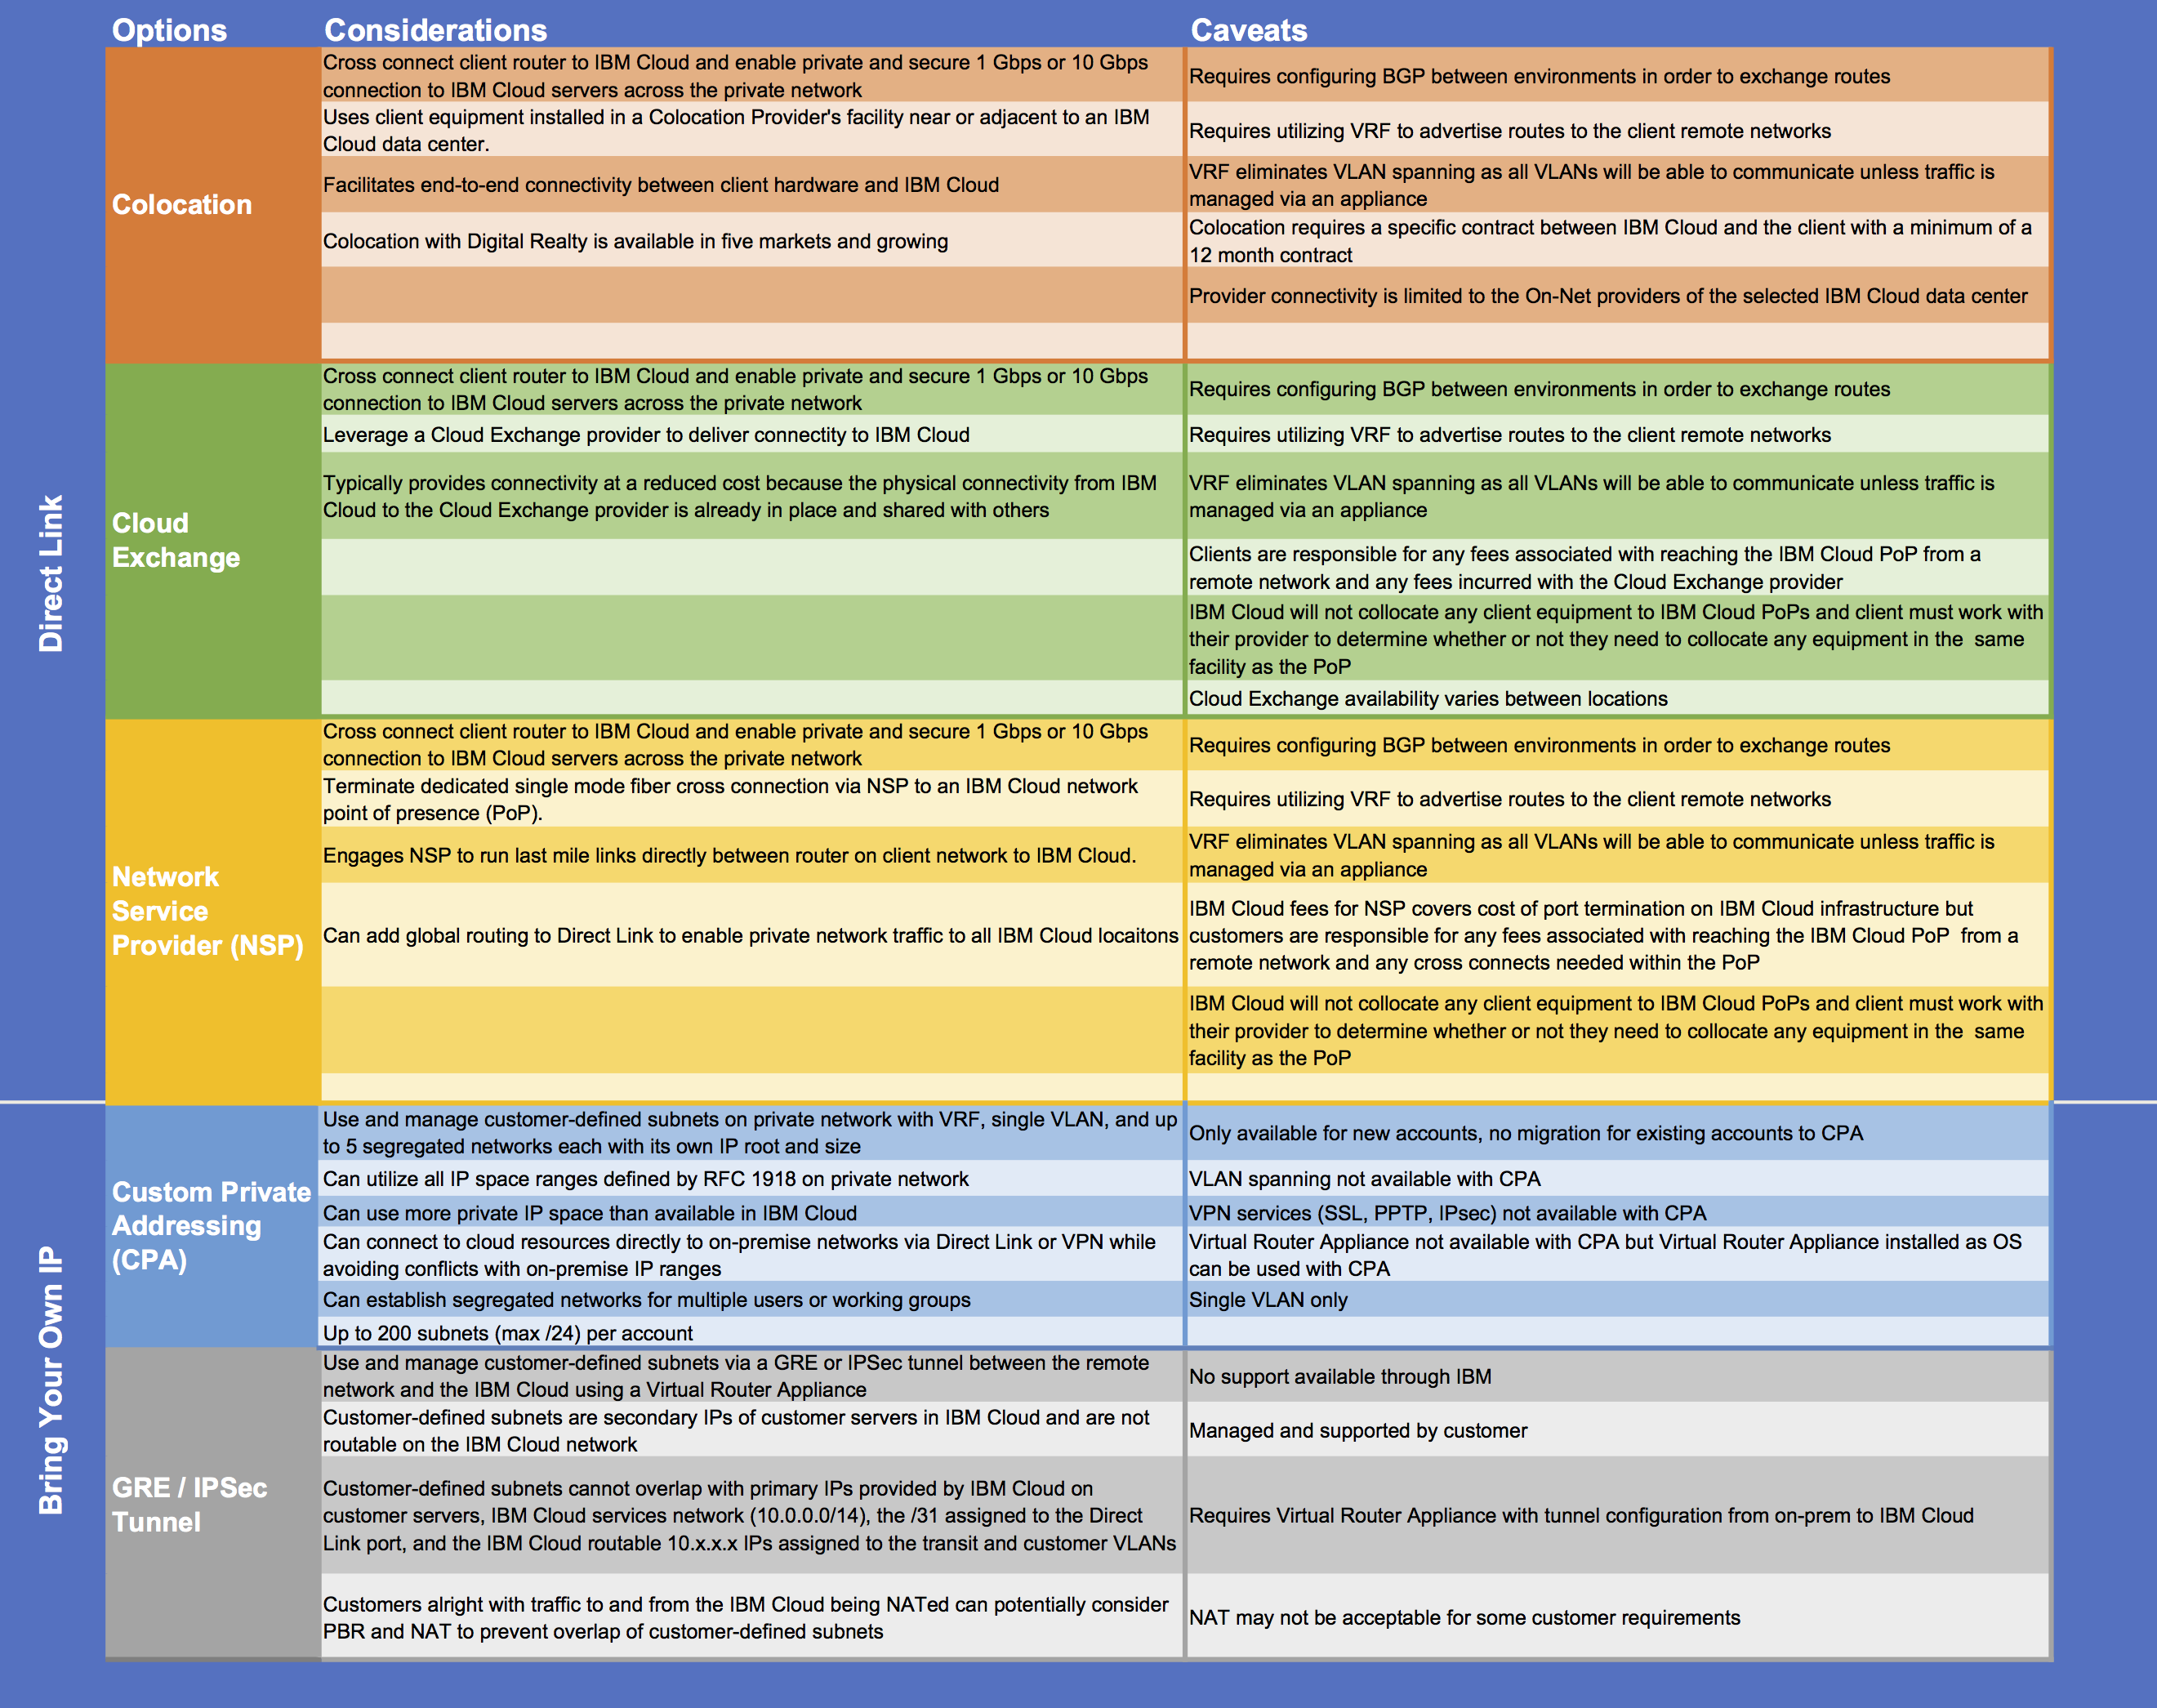 Options
Considerations
Caveats
Direct Link
Colocation
Cross connect client router to IBM Cloud and enable private and secure 1 Gbps or 10 Gbps
connection to IBM Cloud servers across the private network
Requires configuring BGP between environments in order to exchange routes
Uses client equipment installed in a Colocation Provider's facility near or adjacent to an IBM
Cloud data center.
Requires utilizing VRF to advertise routes to the client remote networks
Facilitates end-to-end connectivity between client hardware and IBM Cloud
VRF eliminates VLAN spanning as all VLANs will be able to communicate unless traffic is
managed via an appliance
Colocation with Digital Realty is available in five markets and growing
Colocation requires a specific contract between IBM Cloud and the client with a minimum of a
12 month contract
Provider connectivity is limited to the On-Net providers of the selected IBM Cloud data center
Cloud
Exchange
Cross connect client router to IBM Cloud and enable private and secure 1 Gbps or 10 Gbps
connection to IBM Cloud servers across the private network
Requires configuring BGP between environments in order to exchange routes
Leverage a Cloud Exchange provider to deliver connectity to IBM Cloud
Requires utilizing VRF to advertise routes to the client remote networks
Typically provides connectivity at a reduced cost because the physical connectivity from IBM
Cloud to the Cloud Exchange provider is already in place and shared with others
VRF eliminates VLAN spanning as all VLANs will be able to communicate unless traffic is
managed via an appliance
Clients are responsible for any fees associated with reaching the IBM Cloud PoP from a
remote network and any fees incurred with the Cloud Exchange provider
IBM Cloud will not collocate any client equipment to IBM Cloud PoPs and client must work with
their provider to determine whether or not they need to collocate any equipment in the  same
facility as the PoP
Cloud Exchange availability varies between locations
Network
Service
Provider (NSP)
Cross connect client router to IBM Cloud and enable private and secure 1 Gbps or 10 Gbps
connection to IBM Cloud servers across the private network
Requires configuring BGP between environments in order to exchange routes
Terminate dedicated single mode fiber cross connection via NSP to an IBM Cloud network
point of presence (PoP).
Requires utilizing VRF to advertise routes to the client remote networks
Engages NSP to run last mile links directly between router on client network to IBM Cloud.
VRF eliminates VLAN spanning as all VLANs will be able to communicate unless traffic is
managed via an appliance
Can add global routing to Direct Link to enable private network traffic to all IBM Cloud locaitons
IBM Cloud fees for NSP covers cost of port termination on IBM Cloud infrastructure but
customers are responsible for any fees associated with reaching the IBM Cloud PoP  from a
remote network and any cross connects needed within the PoP
IBM Cloud will not collocate any client equipment to IBM Cloud PoPs and client must work with
their provider to determine whether or not they need to collocate any equipment in the  same
facility as the PoP
Bring Your Own IP
Custom Private
Addressing
(CPA)
Use and manage customer-defined subnets on private network with VRF, single VLAN, and up
to 5 segregated networks each with its own IP root and size
Only available for new accounts, no migration for existing accounts to CPA
Can utilize all IP space ranges defined by RFC 1918 on private network
VLAN spanning not available with CPA
Can use more private IP space than available in IBM Cloud
VPN services (SSL, PPTP, IPsec) not available with CPA
Can connect to cloud resources directly to on-premise networks via Direct Link or VPN while
avoiding conflicts with on-premise IP ranges
Virtual Router Appliance not available with CPA but Virtual Router Appliance installed as OS
can be used with CPA
Can establish segregated networks for multiple users or working groups
Single VLAN only
Up to 200 subnets (max /24) per account
GRE / IPSec
Tunnel
Use and manage customer-defined subnets via a GRE or IPSec tunnel between the remote
network and the IBM Cloud using a Virtual Router Appliance
No support available through IBM
Customer-defined subnets are secondary IPs of customer servers in IBM Cloud and are not
routable on the IBM Cloud network
Managed and supported by customer
Customer-defined subnets cannot overlap with primary IPs provided by IBM Cloud on
customer servers, IBM Cloud services network (10.0.0.0/14), the /31 assigned to the Direct
Link port, and the IBM Cloud routable 10.x.x.x IPs assigned to the transit and customer VLANs
Requires Virtual Router Appliance with tunnel configuration from on-prem to IBM Cloud
Customers alright with traffic to and from the IBM Cloud being NATed can potentially consider
PBR and NAT to prevent overlap of customer-defined subnets
NAT may not be acceptable for some customer requirements